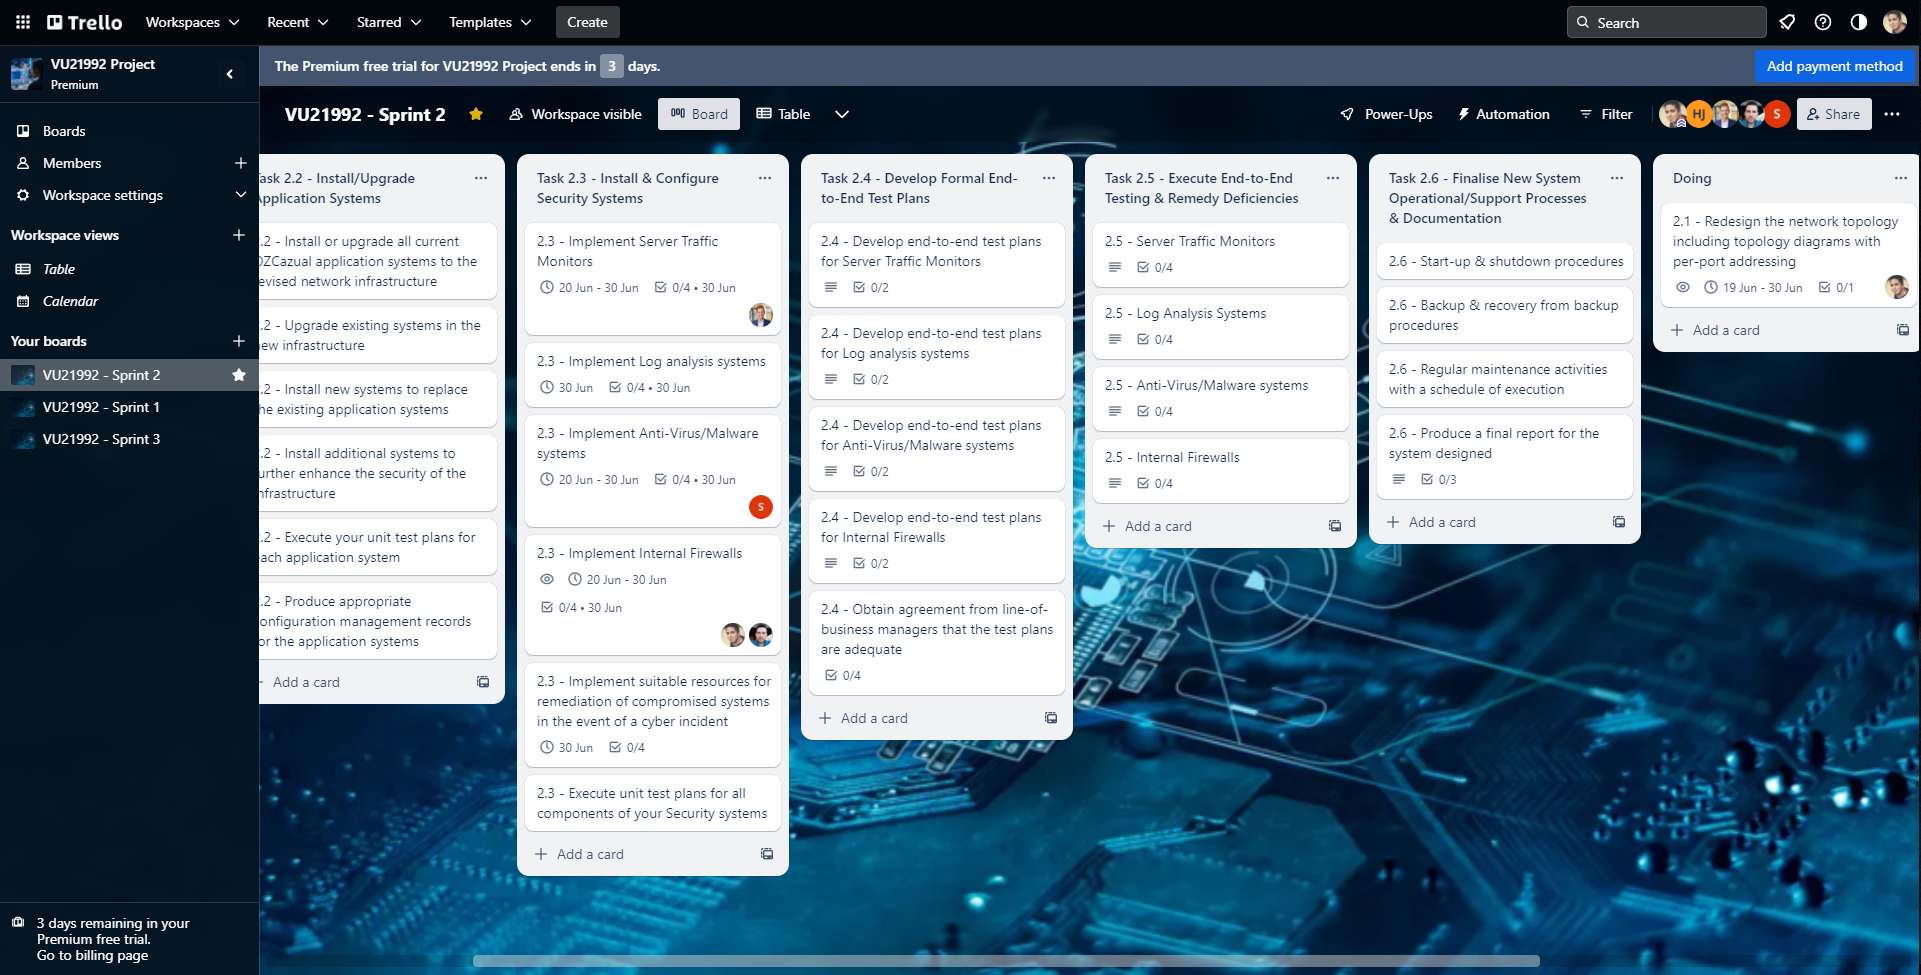 Trello
Workspaces
Recent
Starred
Templates
Create
Search
VU21992 Project
Premium
Boards
Members
Workspace settings
Workspace views
Table
Calendar
Your boards
VU21992 - Sprint 2
VU21992 - Sprint 1
VU21992 - Sprint 3
3 days remaining in your
Premium free trial.
Go to billing page
The Premium free trial for VU21992 Project ends in 3 days.
Add payment method
VU21992 - Sprint 2
Workspace visible
Board
Table
Power-Ups
Automation
Filter
HJ
S
Share
Task 2.2 - Install/Upgrade
Application Systems
2.2 - Install or upgrade all current
OZCazual application systems to the
revised network infrastructure
2.2 - Upgrade existing systems in the
new infrastructure
2.2 - Install new systems to replace
the existing application systems
2.2 - Install additional systems to
further enhance the security of the
infrastructure
2.2 - Execute your unit test plans for
each application system
2.2 - Produce appropriate
configuration management records
for the application systems
Add a card
Task 2.3 - Install & Configure
Security Systems
2.3 - Implement Server Traffic
Monitors
20 Jun - 30 Jun 0/4 • 30 Jun
2.3 - Implement Log analysis systems
30 Jun 0/4 • 30 Jun
2.3 - Implement Anti-Virus/Malware
systems
20 Jun - 30 Jun 0/4 • 30 Jun
S
2.3 - Implement Internal Firewalls
20 Jun - 30 Jun
0/4 • 30 Jun
2.3 - Implement suitable resources for
remediation of compromised systems
in the event of a cyber incident
30 Jun 0/4
2.3 - Execute unit test plans for all
components of your Security systems
Add a card
Task 2.4 - Develop Formal End-
to-End Test Plans
2.4 - Develop end-to-end test plans
for Server Traffic Monitors
0/2
2.4 - Develop end-to-end test plans
for Log analysis systems
0/2
2.4 - Develop end-to-end test plans
for Anti-Virus/Malware systems
0/2
2.4 - Develop end-to-end test plans
for Internal Firewalls
0/2
2.4 - Obtain agreement from line-of-
business managers that the test plans
are adequate
0/4
Add a card
Task 2.5 - Execute End-to-End
Testing & Remedy Deficiencies
2.5 - Server Traffic Monitors
0/4
2.5 - Log Analysis Systems
0/4
2.5 - Anti-Virus/Malware systems
0/4
2.5 - Internal Firewalls
0/4
Add a card
Task 2.6 - Finalise New System
Operational/Support Processes
& Documentation
2.6 - Start-up & shutdown procedures
2.6 - Backup & recovery from backup
procedures
2.6 - Regular maintenance activities
with a schedule of execution
2.6 - Produce a final report for the
system designed
0/3
Add a card
Doing
2.1 - Redesign the network topology
including topology diagrams with
per-port addressing
19 Jun - 30 Jun 0/1
Add a card